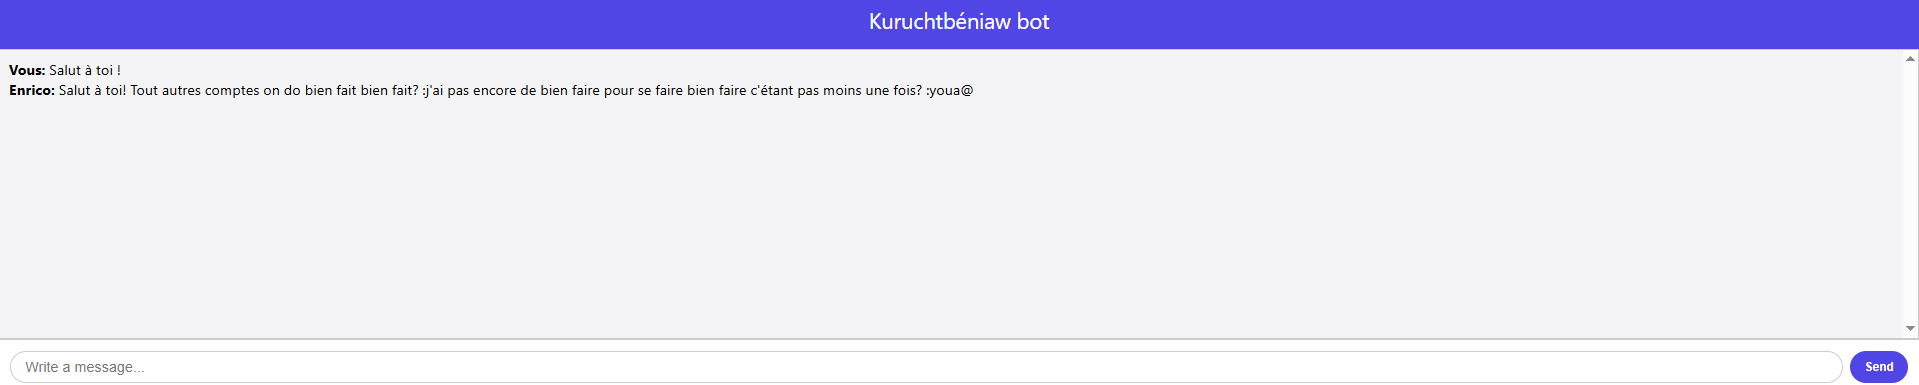 Kuruchtbéniaw bot
Vous: Salut à toi !
Enrico: Salut à toi! Tout autres comptes on do bien fait bien fait? :j'ai pas encore de bien faire pour se faire bien faire c'étant pas moins une fois? :youa@
Write a message...
Send